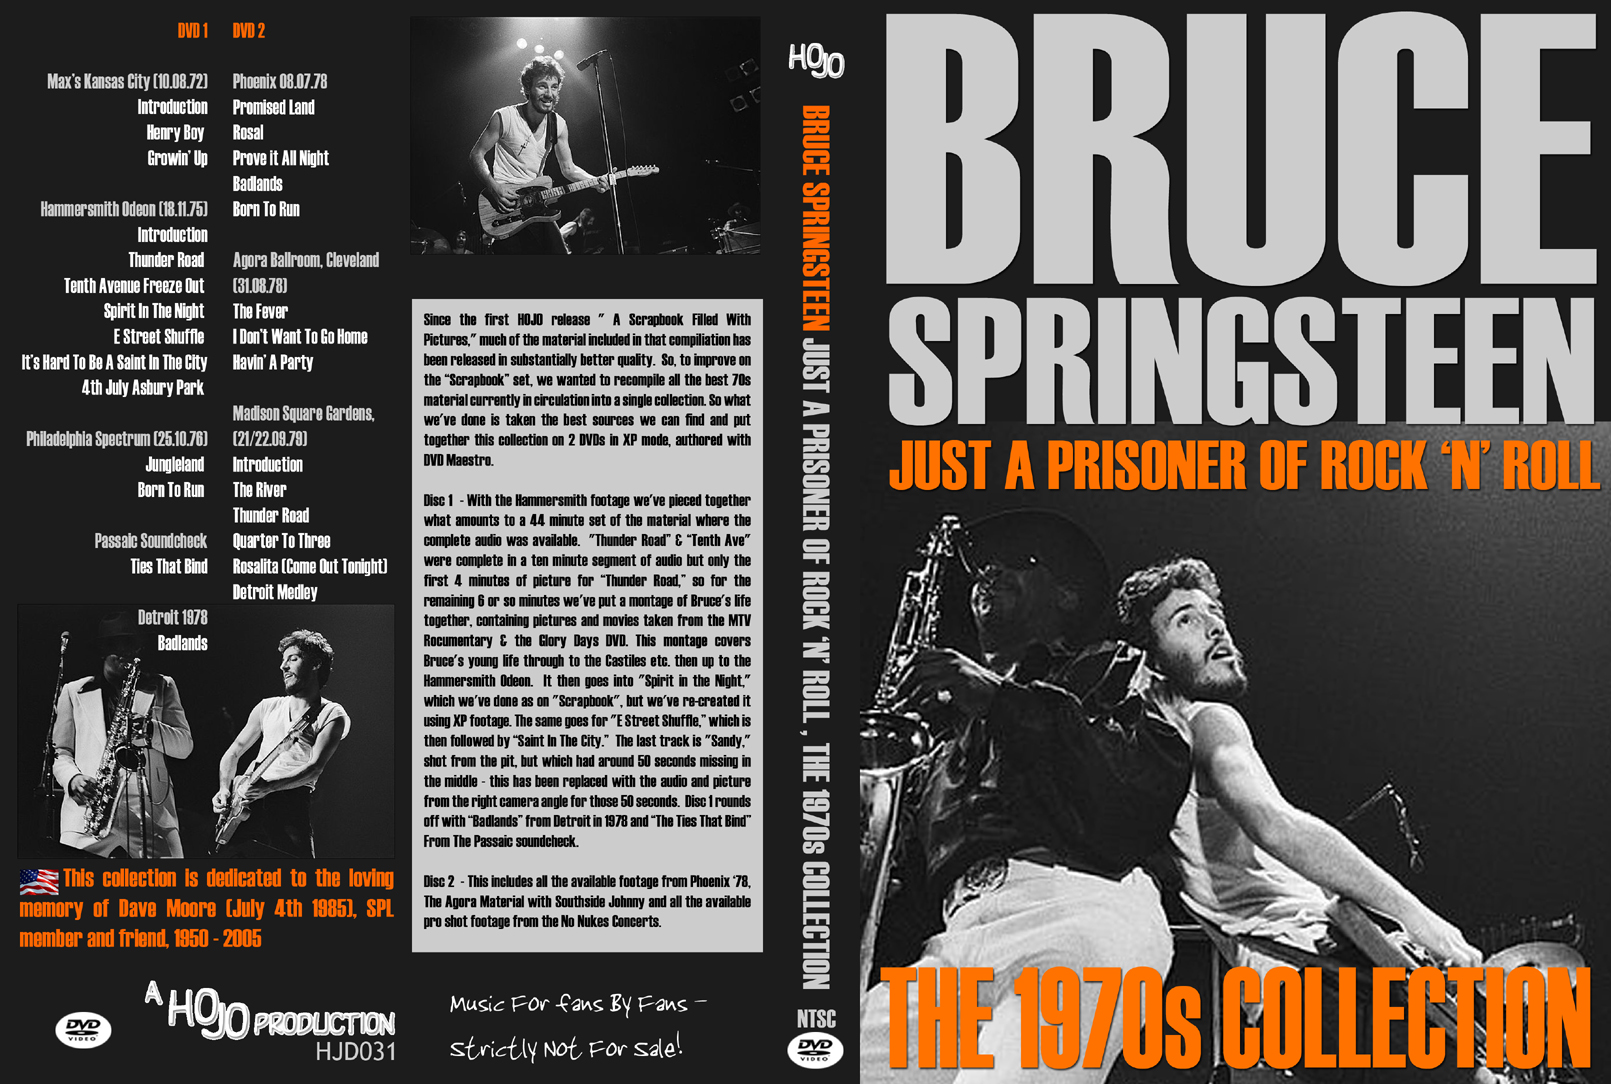 DVD 1
Max's Kansas City (10.08.72)
Introduction
Henry Boy
Growin' Up
Hammersmith Odeon (18.11.75)
Introduction
Thunder Road
Tenth Avenue Freeze Out
Spirit In The Night
E Street Shuffle
It's Hard To Be A Saint In The City
4th July Asbury Park
Philadelphia Spectrum (25.10.76)
Jungleland
Born To Run
Passaic Soundcheck
Ties That Bind
Detroit 1978
Badlands
DVD 2
Phoenix 08.07.78
Promised Land
Rosal
Prove it All Night
Badlands
Born To Run
Agora Ballroom, Cleveland
(31.08.78)
The Fever
I Don't Want To Go Home
Havin' A Party
Madison Square Gardens,
(21/22.09.79)
Introduction
The River
Thunder Road
Quarter To Three
Rosalita (Come Out Tonight)
Detroit Medley
This collection is dedicated to the loving
memory of Dave Moore (July 4th 1985), SPL
member and friend, 1950 - 2005
A HOJO PRODUCTION
HJD031
DVD
VIDEO
Since the first HOJO release " A Scrapbook Filled With
Pictures," much of the material included in that compiliation has
been released in substantially better quality. So, to improve on
the "Scrapbook" set, we wanted to recompile all the best 70s
material currently in circulation into a single collection. So what
we've done is taken the best sources we can find and put
together this collection on 2 DVDs in XP mode, authored with
DVD Maestro.
Disc 1 - With the Hammersmith footage we've pieced together
what amounts to a 44 minute set of the material where the
complete audio was available. "Thunder Road" & "Tenth Ave"
were complete in a ten minute segment of audio but only the
first 4 minutes of picture for "Thunder Road," so for the
remaining 6 or so minutes we've put a montage of Bruce's life
together, containing pictures and movies taken from the MTV
Rocumentary & the Glory Days DVD. This montage covers
Bruce's young life through to the Castiles etc. then up to the
Hammersmith Odeon. It then goes into "Spirit in the Night,"
which we've done as on "Scrapbook", but we've re-created it
using XP footage. The same goes for "E Street Shuffle," which is
then followed by "Saint In The City." The last track is "Sandy,"
shot from the pit, but which had around 50 seconds missing in
the middle - this has been replaced with the audio and picture
from the right camera angle for those 50 seconds. Disc 1 rounds
off with "Badlands" from Detroit in 1978 and "The Ties That Bind"
From The Passaic soundcheck.
Disc 2 - This includes all the available footage from Phoenix '78,
The Agora Material with Southside Johnny and all the available
pro shot footage from the No Nukes Concerts.
Music For fans By Fans –
Strictly Not For Sale!
HOJO
BRUCE SPRINGSTEEN JUST A PRISONER OF ROCK 'N' ROLL , THE 1970s COLLECTION
NTSC
DVD
VIDEO
BRUCE
SPRINGSTEEN
JUST A PRISONER OF ROCK 'N' ROLL
THE 1970s COLLECTION